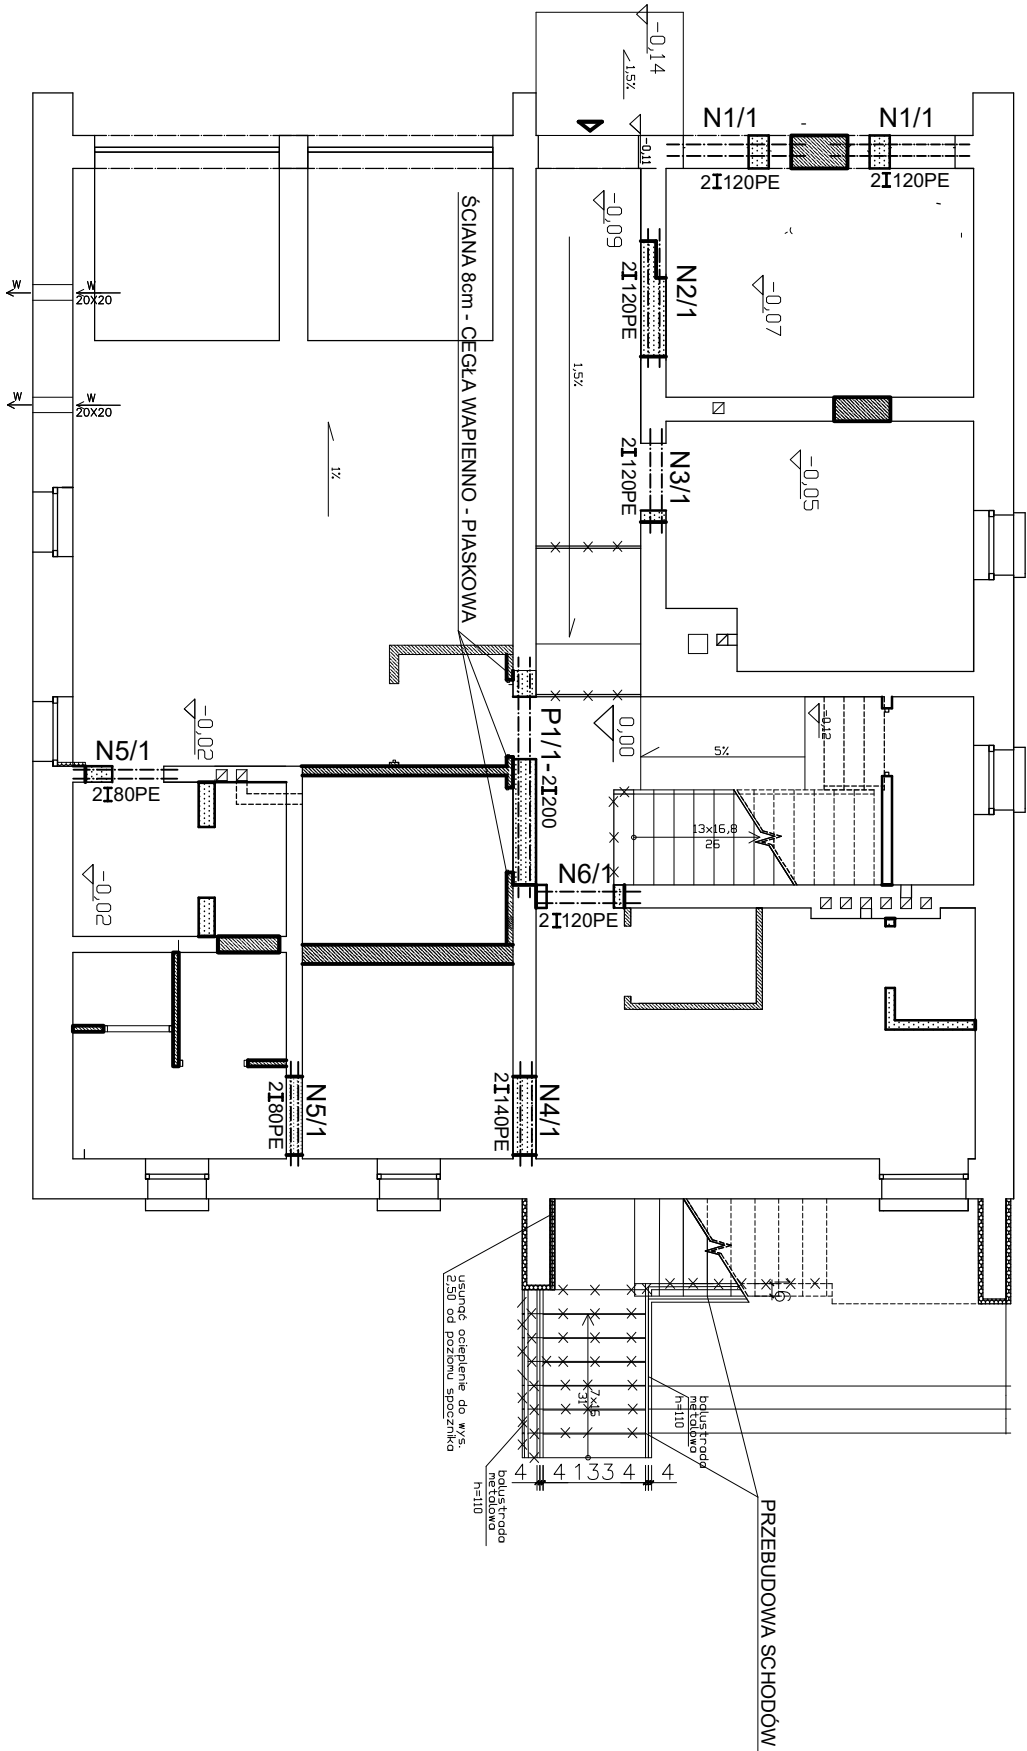 -0,14
1,5%
N1/1
N1/1
-0,11
2I120PE
2I120PE
-0,09
ŚCIANA 8cm - CEGŁA WAPIENNO - PIASKOWA
N2/1
2I120PE
-0,07
W
W
20X20
1,5%
W
W
20X20
N3/1
2I120PE
-0,05
1%
-0,02
N5/1
2I80PE
P1/1- 2I200
0,00
5%
-0,12
13x16,8
26
-0,02
N6/1
2I120PE
N5/1
2I80PE
N4/1
2I140PE
usunąć ocieplenie do wys.
2,50 od poziomu spocznika
7x15
31
balustrada
metalowa
h=110
4 4 133 4 4
balustrada
metalowa
h=110
PRZEBUDOWA SCHODÓW